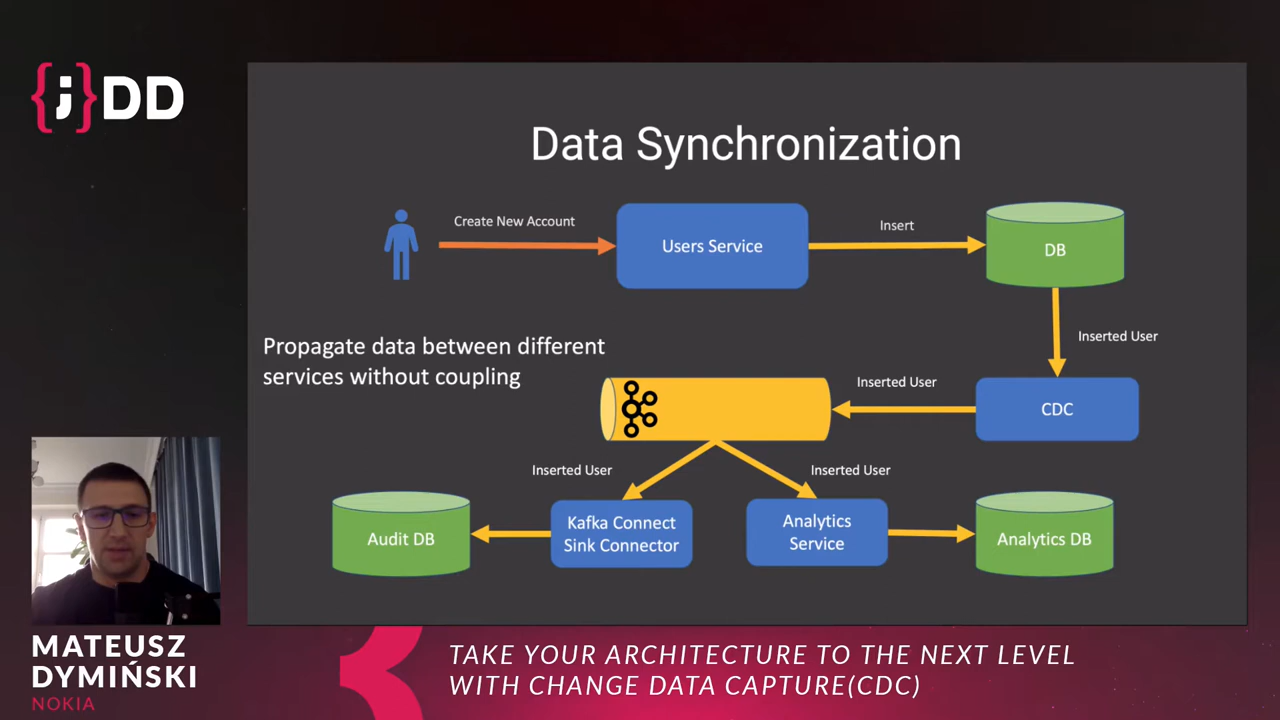 {;}DD
Data Synchronization
Create New Account
Users Service
Insert
DB
Inserted User
Propagate data between different
services without coupling
Inserted User
CDC
Inserted User
Inserted User
Audit DB
Kafka Connect
Sink Connector
Analytics
Service
Analytics DB
MATEUSZ
DYMIŃSKI
NOKIA
TAKE YOUR ARCHITECTURE TO THE NEXT LEVEL
WITH CHANGE DATA CAPTURE(CDC)